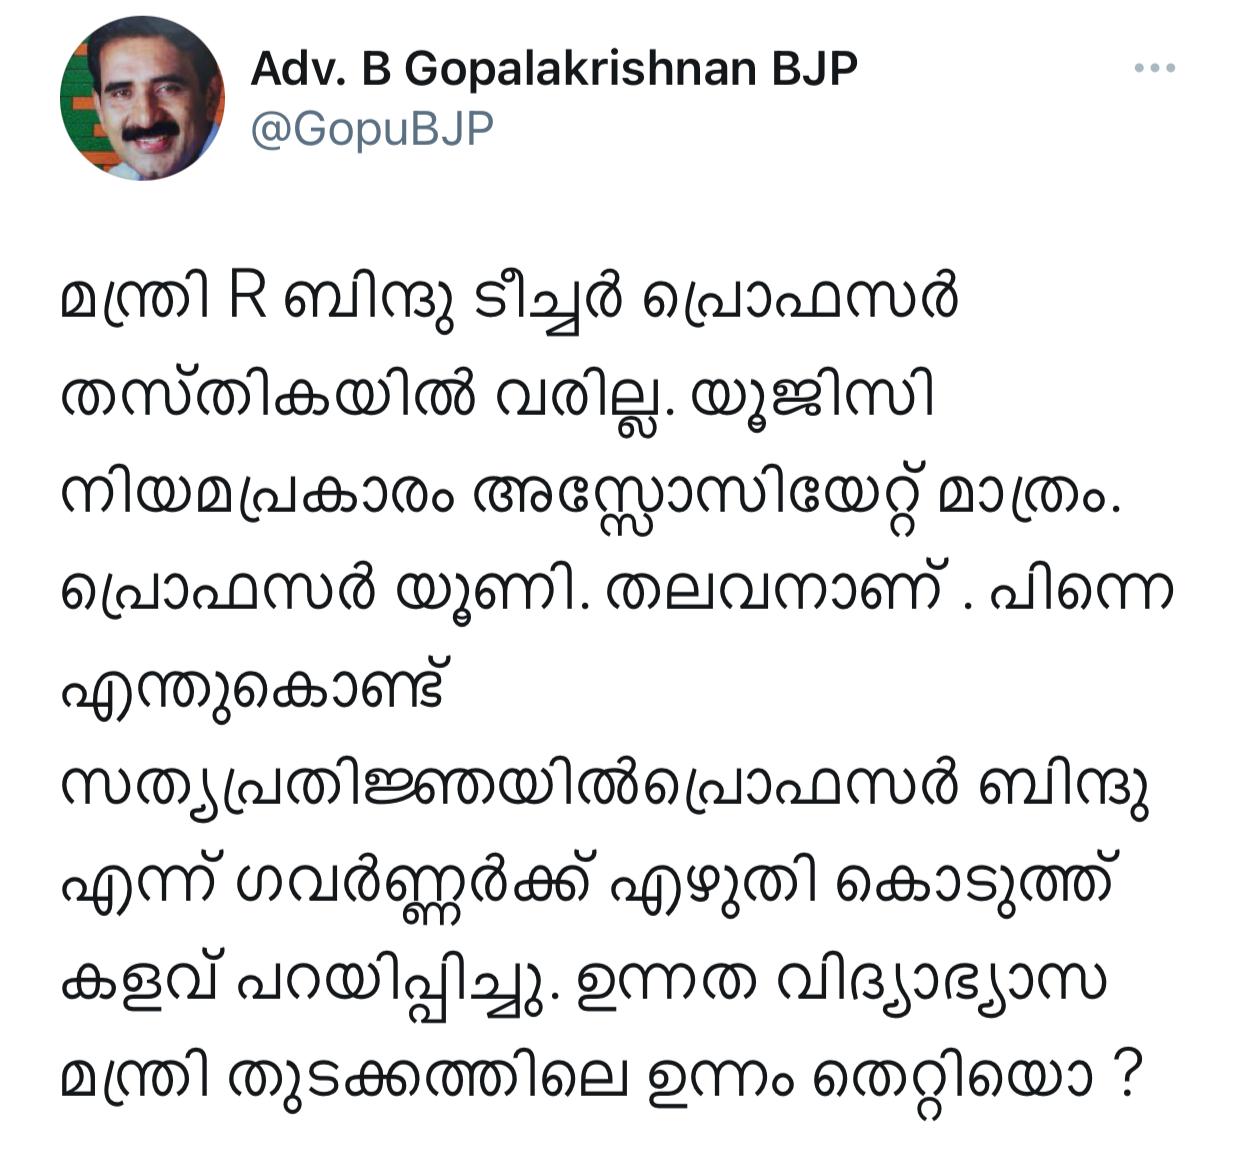 Adv. B Gopalakrishnan BJP
@GopuBJP
മന്ത്രി R ബിന്ദു ടീച്ചർ പ്രൊഫസർ
തസ്തികയിൽ വരില്ല. യൂജിസി
നിയമപ്രകാരം അസ്സോസിയേറ്റ് മാത്രം.
പ്രൊഫസർ യൂണി. തലവനാണ് . പിന്നെ
എന്തുകൊണ്ട്
സത്യപ്രതിജ്ഞയിൽപ്രൊഫസർ ബിന്ദു
എന്ന് ഗവർണ്ണർക്ക് എഴുതി കൊടുത്ത്
കളവ് പറയിപ്പിച്ചു. ഉന്നത വിദ്യാഭ്യാസ
മന്ത്രി തുടക്കത്തിലെ ഉന്നം തെറ്റിയൊ ?